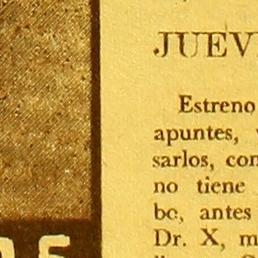 JUEV
Estreno
apuntes,
sarlos, con
no tiene
be, antes
Dr. X, m